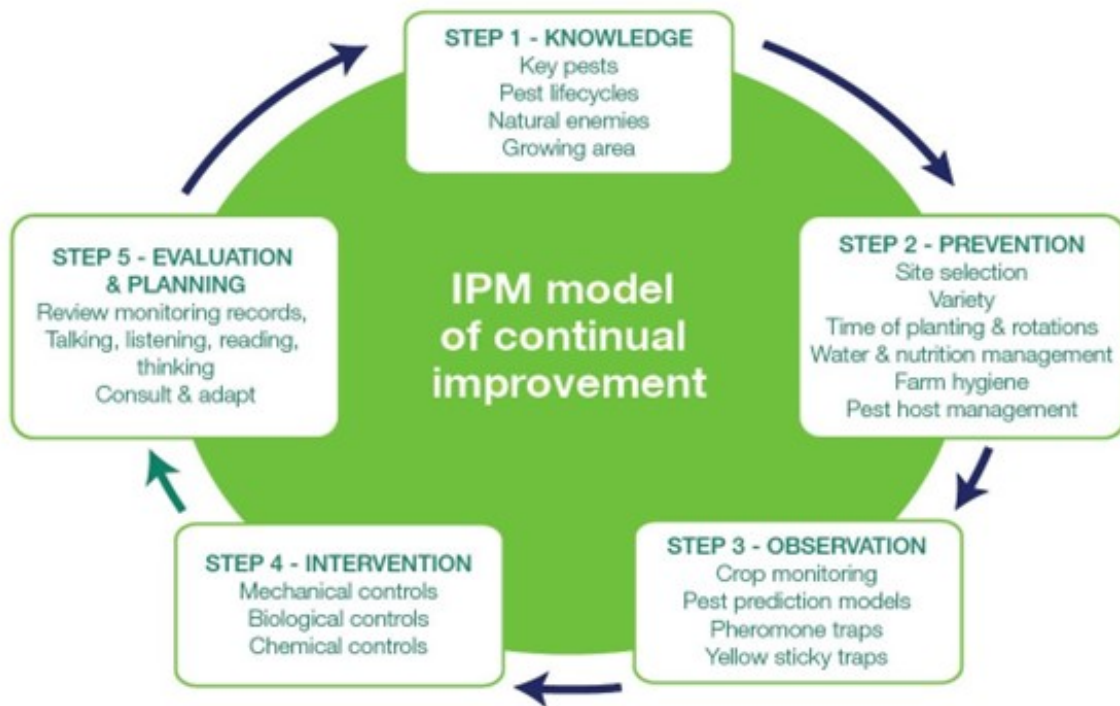 STEP 1 - KNOWLEDGE
Key pests
Pest lifecycles
Natural enemies
Growing area
STEP 2 - PREVENTION
Site selection
Variety
Time of planting & rotations
Water & nutrition management
Farm hygiene
Pest host management
STEP 3 - OBSERVATION
Crop monitoring
Pest prediction models
Pheromone traps
Yellow sticky traps
STEP 4 - INTERVENTION
Mechanical controls
Biological controls
Chemical controls
STEP 5 - EVALUATION
& PLANNING
Review monitoring records,
Talking, listening, reading,
thinking
Consult & adapt
IPM model
of continual
improvement